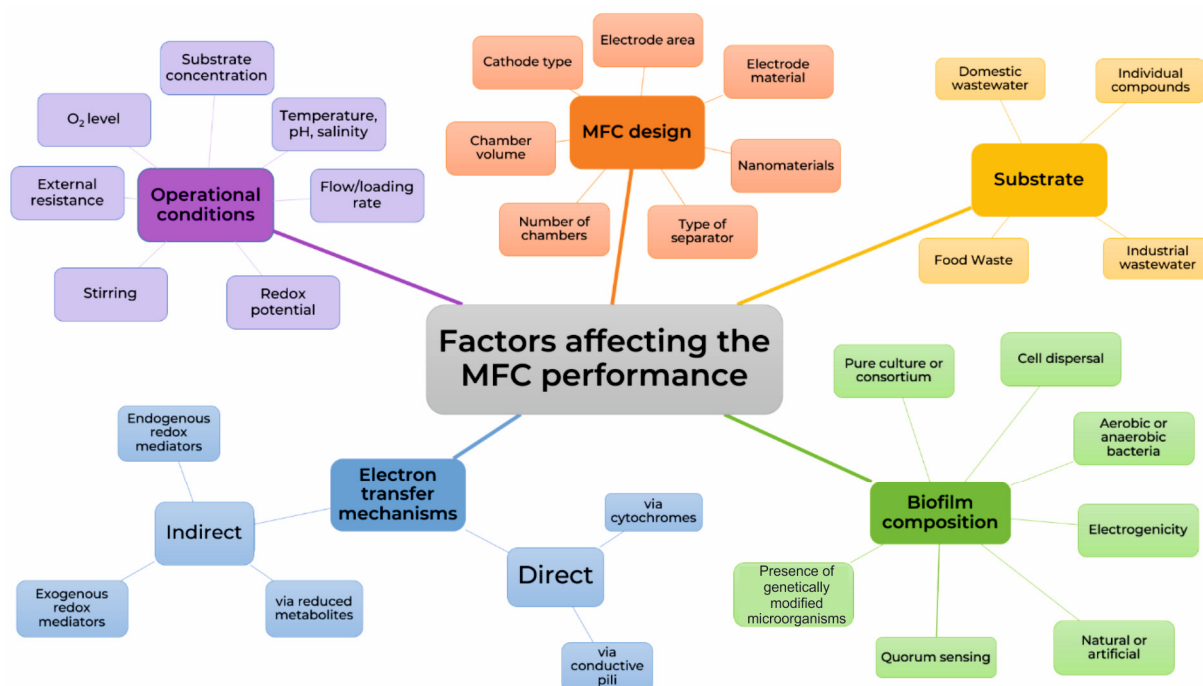 Factors affecting the
MFC performance
Operational
conditions
Substrate
concentration
O₂ level
Temperature,
pH, salinity
External
resistance
Flow/loading
rate
Stirring
Redox
potential
MFC design
Electrode area
Cathode type
Electrode
material
Chamber
volume
Nanomaterials
Number of
chambers
Type of
separator
Substrate
Domestic
wastewater
Individual
compounds
Food Waste
Industrial
wastewater
Electron
transfer
mechanisms
Indirect
Endogenous
redox
mediators
Exogenous
redox
mediators
via reduced
metabolites
Direct
via
cytochromes
via
conductive
pili
Biofilm
composition
Pure culture or
consortium
Cell dispersal
Aerobic or
anaerobic
bacteria
Electrogenicity
Presence of
genetically
modified
microorganisms
Quorum sensing
Natural or
artificial